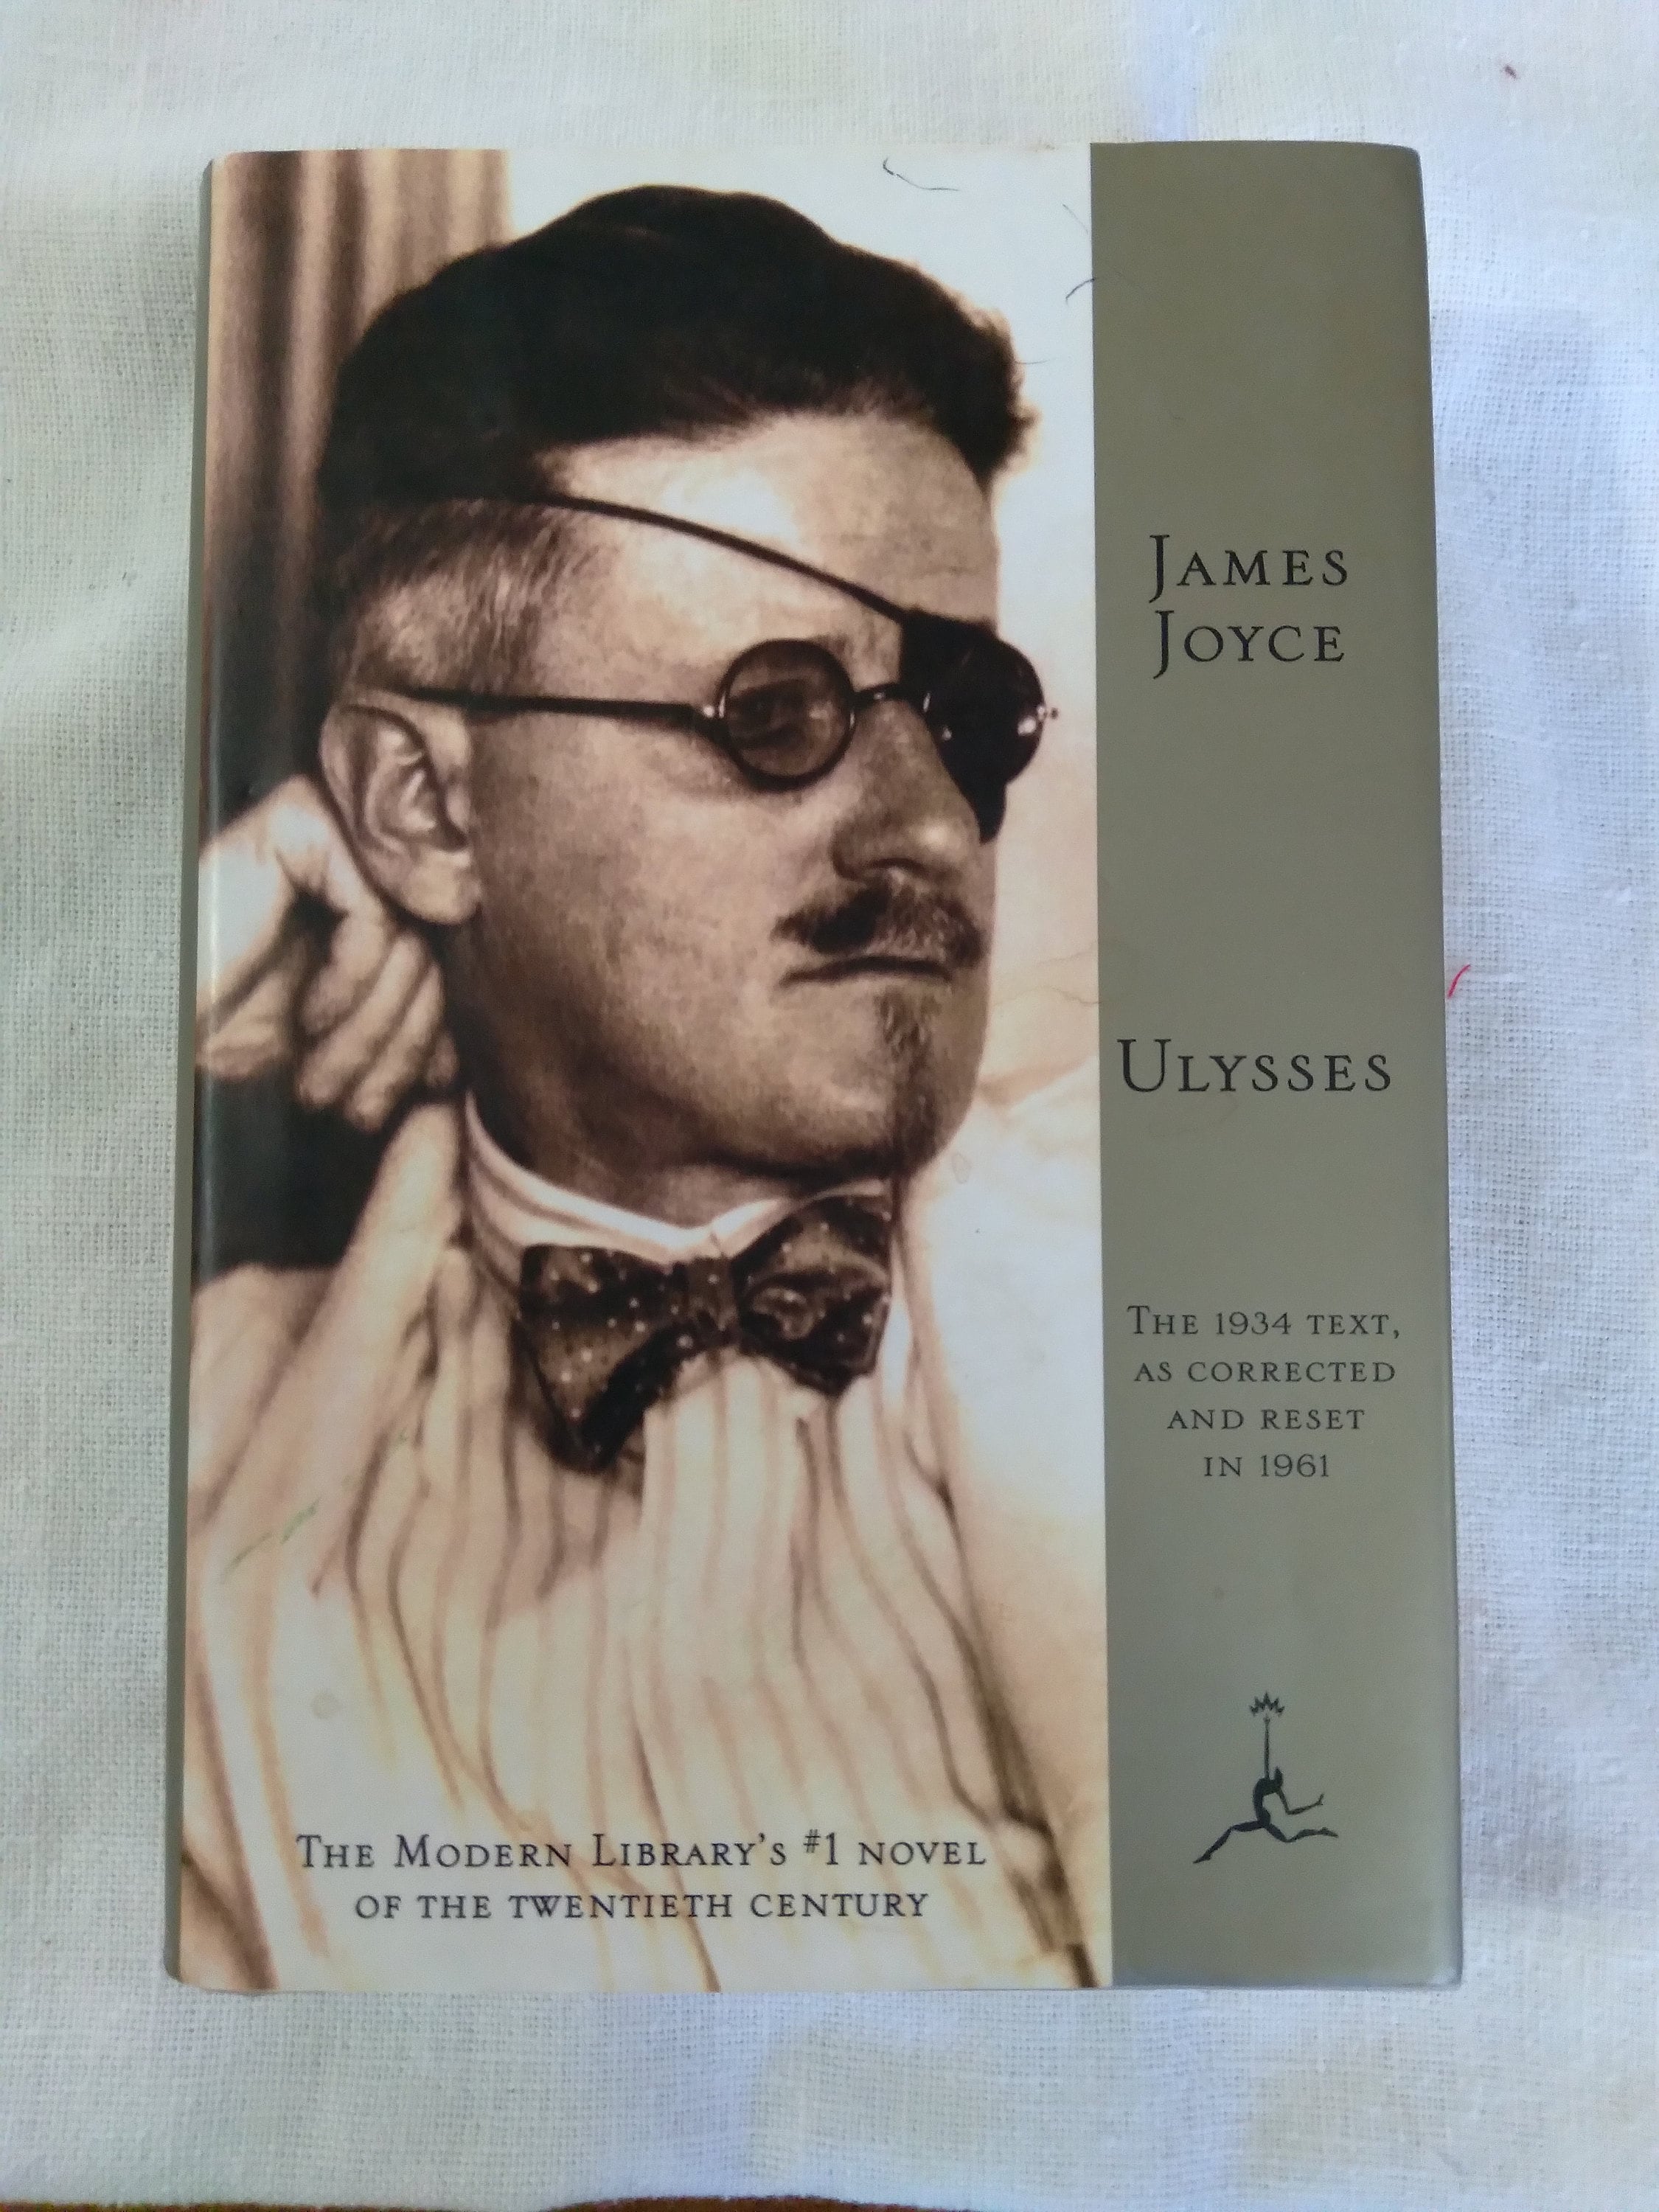 JAMES
JOYCE
ULYSSES
THE 1934 TEXT,
AS CORRECTED
AND RESET
IN 1961
THE MODERN LIBRARY'S #1 NOVEL
OF THE TWENTIETH CENTURY